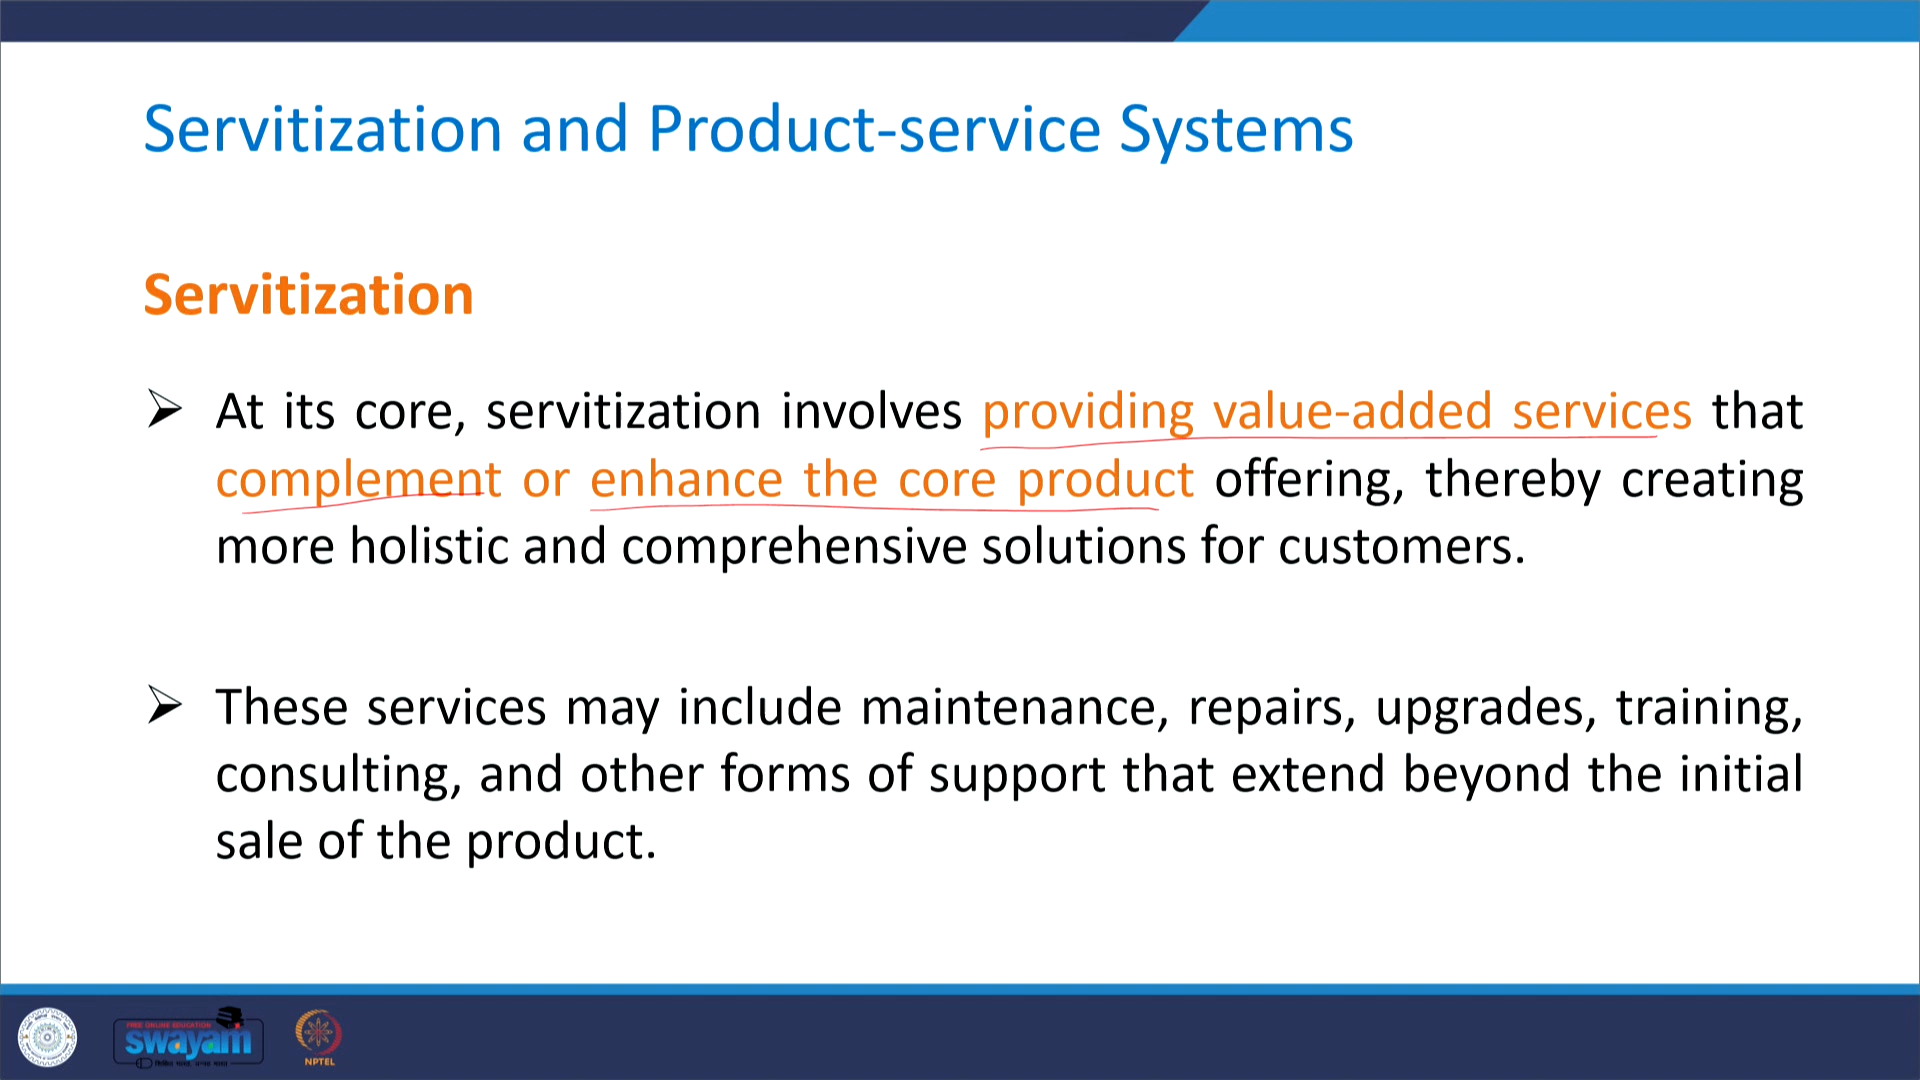 Servitization and Product-service Systems
Servitization
At its core, servitization involves providing value-added services that
complement or enhance the core product offering, thereby creating
more holistic and comprehensive solutions for customers.
These services may include maintenance, repairs, upgrades, training,
consulting, and other forms of support that extend beyond the initial
sale of the product.
FREE ONLINE EDUCATION
swayam
NPTEL